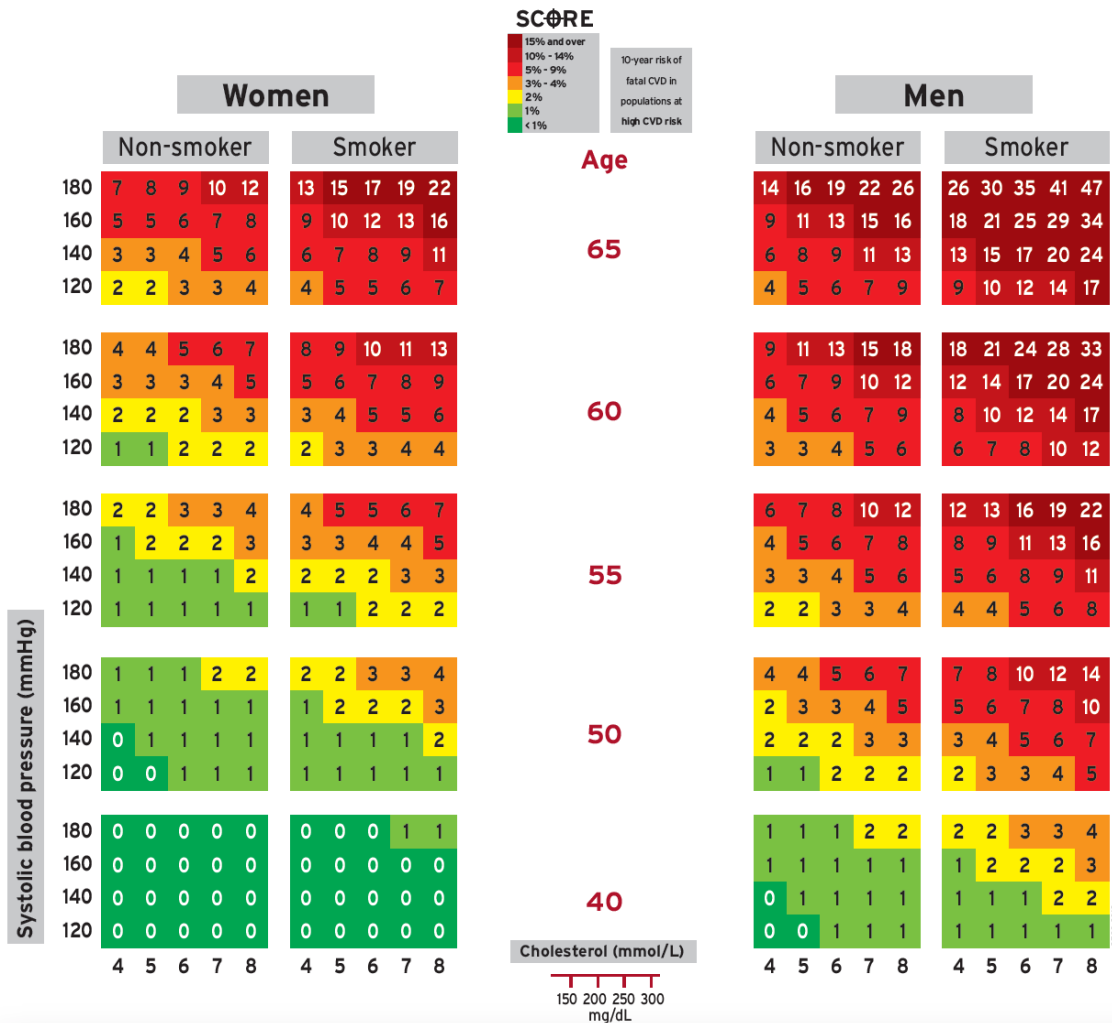 SCORE
15% and over
10% - 14%
5% - 9%
3% - 4%
2%
1%
< 1%
10-year risk of
fatal CVD in
populations at
high CVD risk
Women
Men
Non-smoker Smoker Age Non-smoker Smoker
180 7 8 9 10 12 13 15 17 19 22 14 16 19 22 26 26 30 35 41 47
160 5 5 6 7 8 9 10 12 13 16 9 11 13 15 16 18 21 25 29 34
65
140 3 3 4 5 6 6 7 8 9 11 6 8 9 11 13 13 15 17 20 24
120 2 2 3 3 4 4 5 5 6 7 4 5 6 7 9 9 10 12 14 17
180 4 4 5 6 7 8 9 10 11 13 9 11 13 15 18 18 21 24 28 33
160 3 3 3 4 5 5 6 7 8 9 6 7 9 10 12 12 14 17 20 24
60
140 2 2 2 3 3 3 4 5 5 6 4 5 6 7 9 8 10 12 14 17
120 1 1 2 2 2 2 3 3 4 4 3 3 4 5 6 6 7 8 10 12
180 2 2 3 3 4 4 5 5 6 7 6 7 8 10 12 12 13 16 19 22
160 1 2 2 2 3 3 3 4 4 5 4 5 6 7 8 8 9 11 13 16
55
140 1 1 1 1 2 2 2 2 3 3 3 3 4 5 6 5 6 8 9 11
120 1 1 1 1 1 1 1 2 2 2 2 2 3 3 4 4 4 5 6 8
180 1 1 1 2 2 2 2 3 3 4 4 4 5 6 7 7 8 10 12 14
160 1 1 1 1 1 1 2 2 2 3 2 3 3 4 5 5 6 7 8 10
50
140 0 1 1 1 1 1 1 1 1 2 2 2 2 3 3 3 4 5 6 7
120 0 0 1 1 1 1 1 1 1 1 1 1 2 2 2 2 3 3 4 5
180 0 0 0 0 0 0 0 0 1 1 1 1 1 2 2 2 2 3 3 4
160 0 0 0 0 0 0 0 0 0 0 1 1 1 1 1 1 2 2 2 3
40
140 0 0 0 0 0 0 0 0 0 0 0 1 1 1 1 1 1 1 2 2
120 0 0 0 0 0 0 0 0 0 0 0 0 1 1 1 1 1 1 1 1
4 5 6 7 8 4 5 6 7 8 4 5 6 7 8 4 5 6 7 8
Systolic blood pressure (mmHg)
Cholesterol (mmol/L)
150 200 250 300
mg/dL